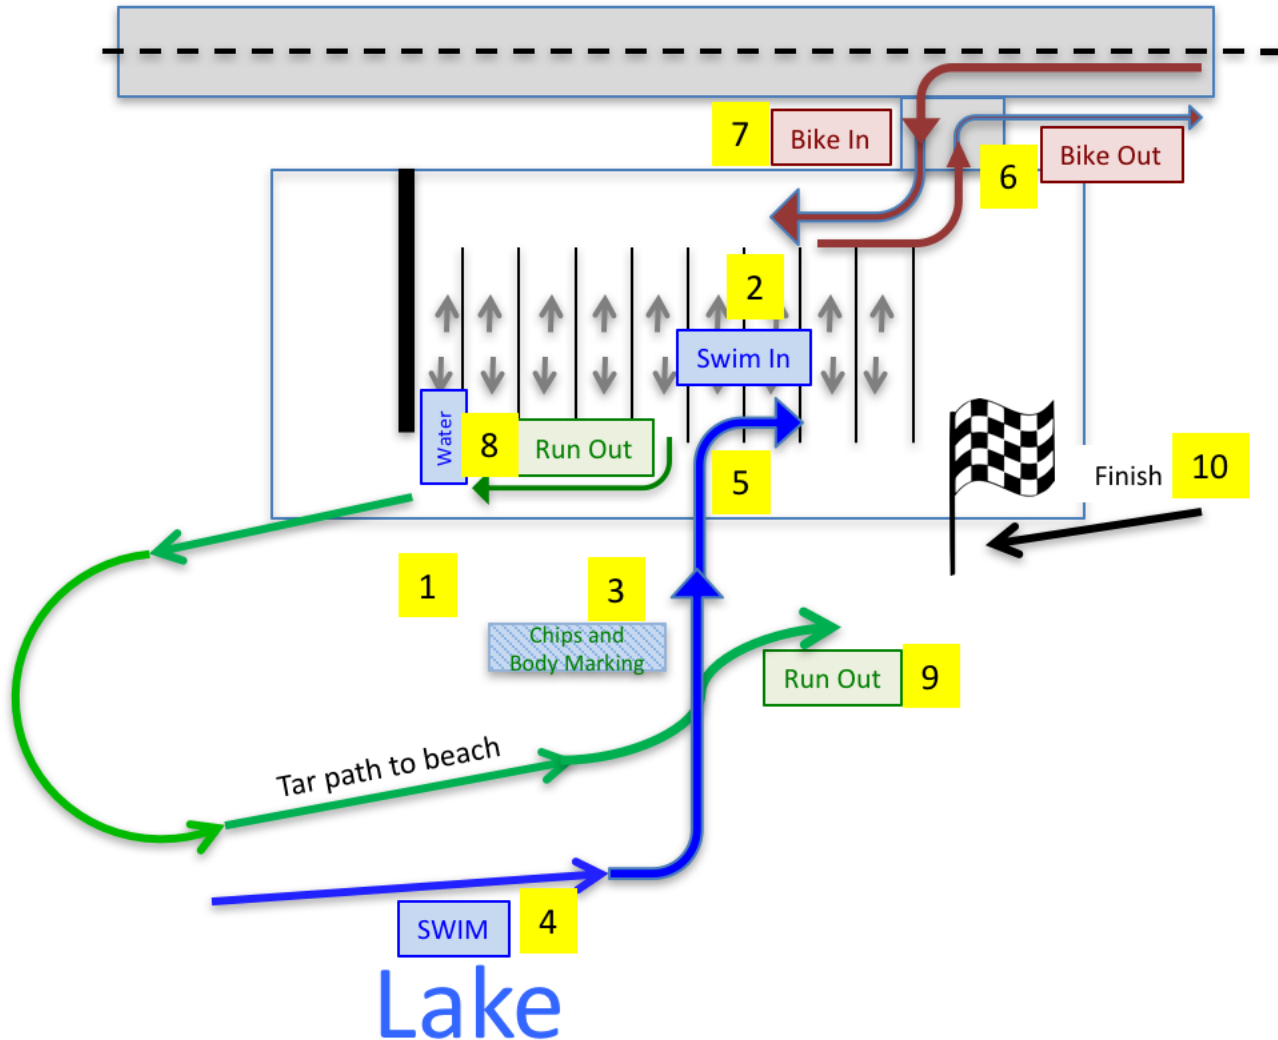 7
Bike In
Bike Out
6
2
Swim In
Water
8
Run Out
5
Finish
10
1
3
Chips and
Body Marking
Run Out
9
Tar path to beach
SWIM
4
Lake